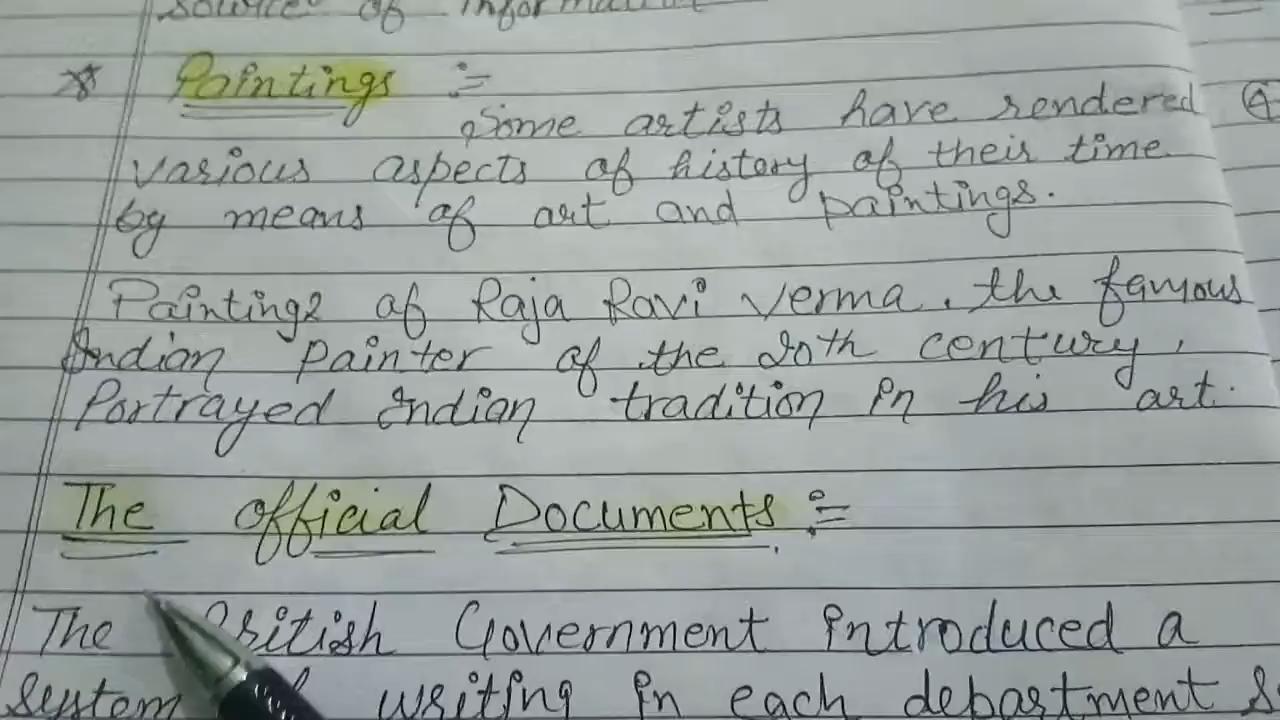 source of informati
* Paintings :=
Some artists have rendered
various aspects of history of their time
by means of art and paintings.
Paintings of Raja Ravi Verma, the famous
Indian painter of the 20th century,
Portrayed Indian tradition in his art.
The Official Documents :=
The British Government introduced a
System writing in each department